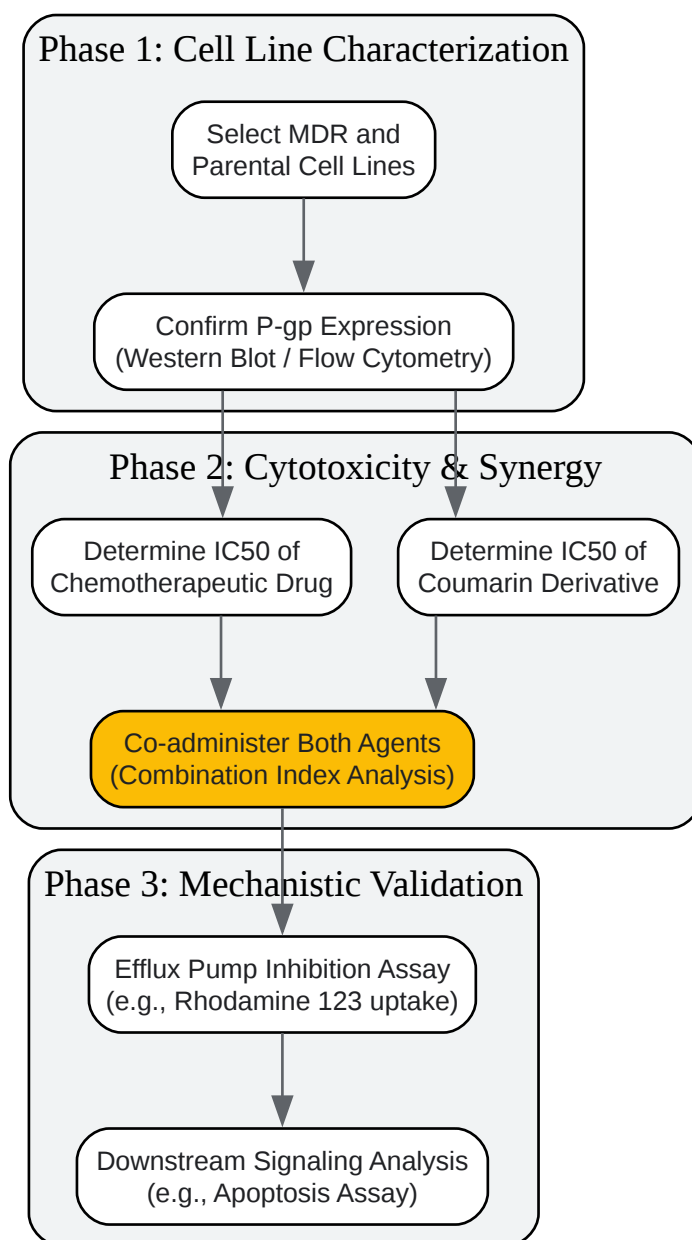 Phase 1: Cell Line Characterization
Select MDR and
Parental Cell Lines
Confirm P-gp Expression
(Western Blot / Flow Cytometry)
Phase 2: Cytotoxicity & Synergy
Determine IC50 of
Chemotherapeutic Drug
Determine IC50 of
Coumarin Derivative
Co-administer Both Agents
(Combination Index Analysis)
Phase 3: Mechanistic Validation
Efflux Pump Inhibition Assay
(e.g., Rhodamine 123 uptake)
Downstream Signaling Analysis
(e.g., Apoptosis Assay)